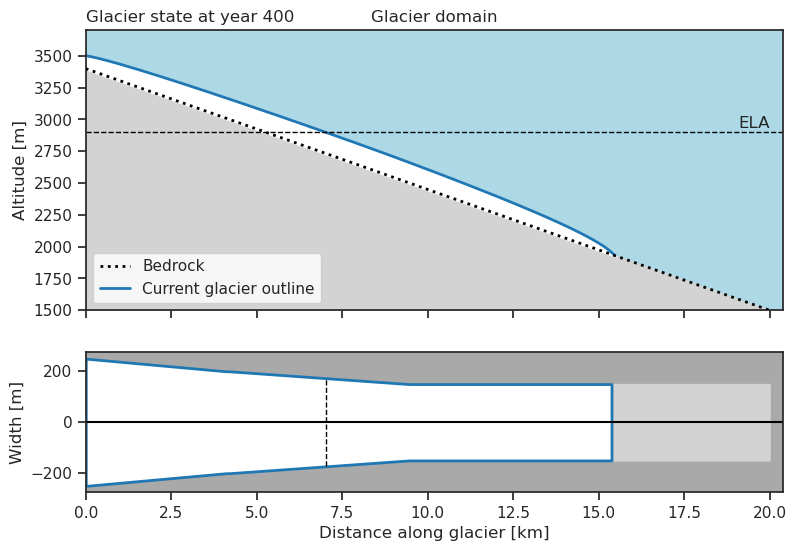 Glacier state at year 400
Glacier domain
Altitude [m]
3500
3250
3000
2750
2500
2250
2000
1750
1500
ELA
Bedrock
Current glacier outline
Width [m]
200
0
−200
0.0 2.5 5.0 7.5 10.0 12.5 15.0 17.5 20.0
Distance along glacier [km]